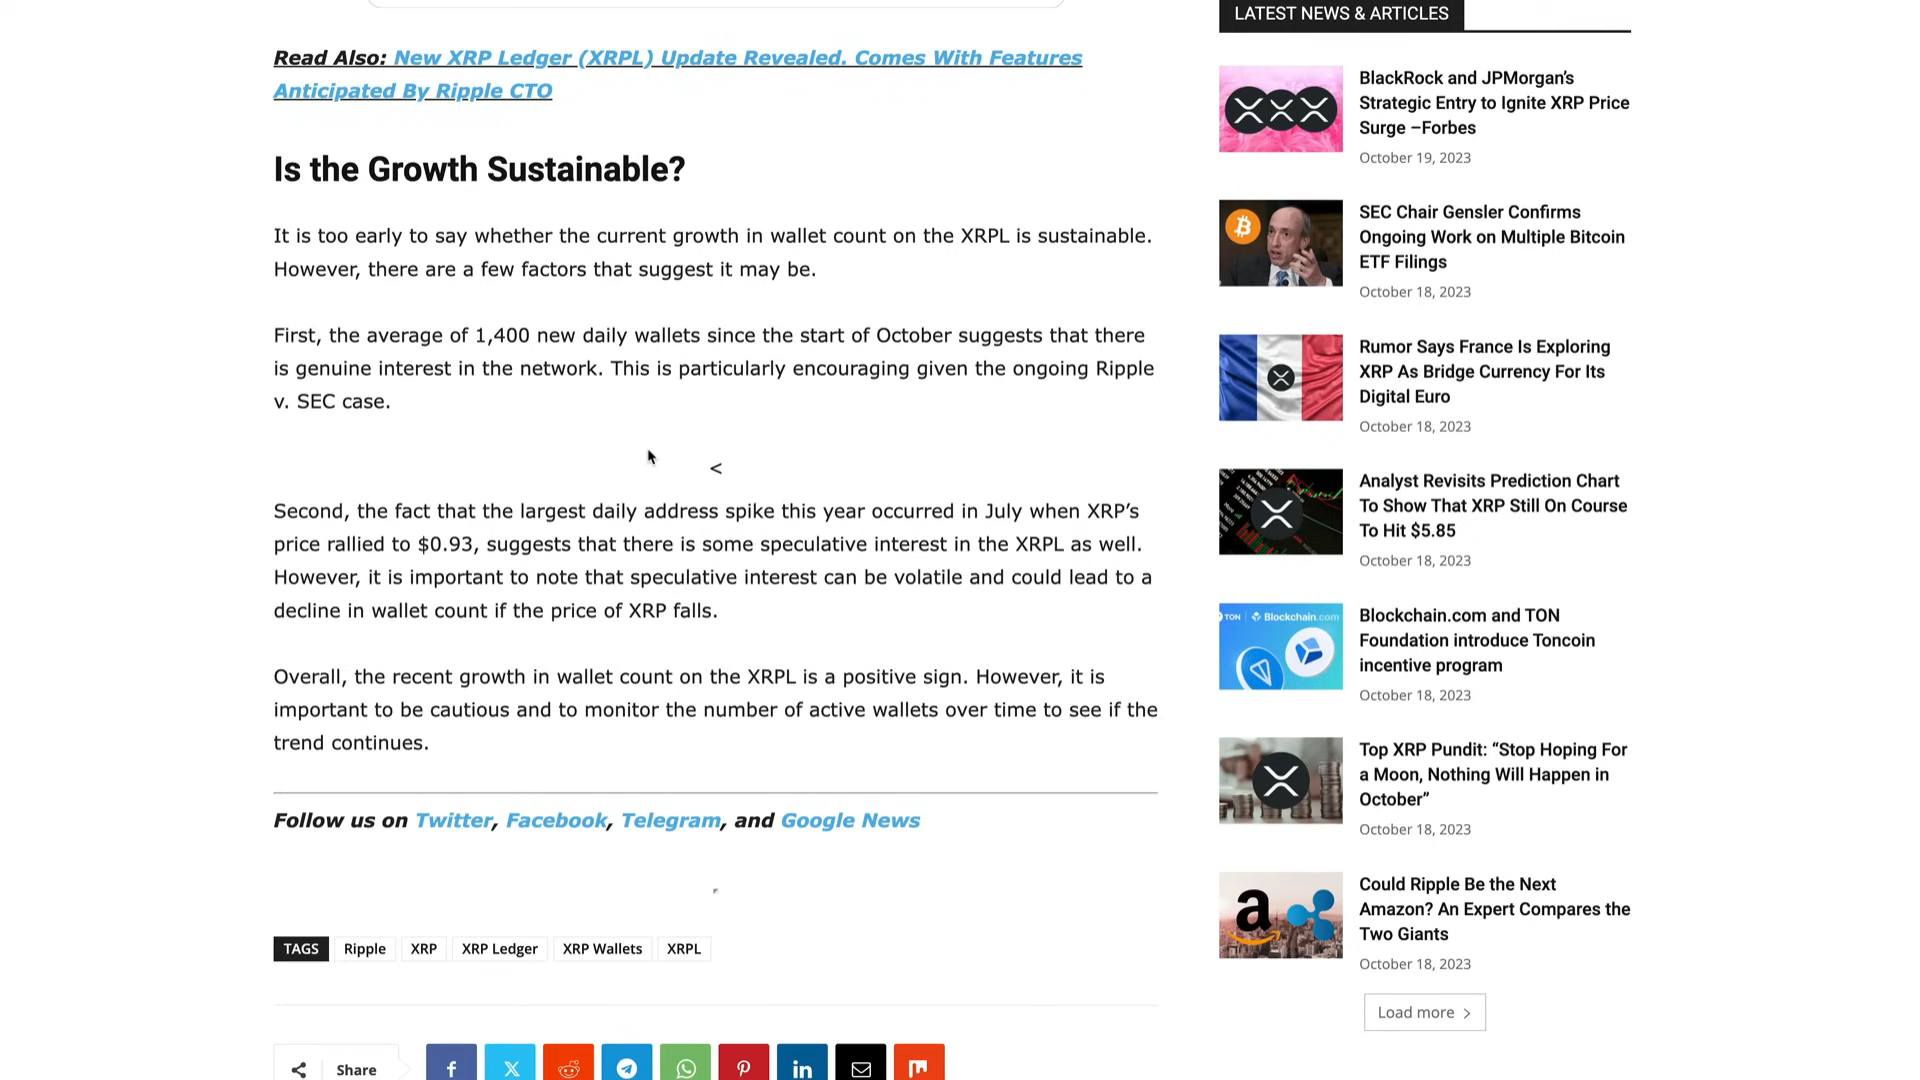 Read Also: New XRP Ledger (XRPL) Update Revealed. Comes With Features
Anticipated By Ripple CTO
Is the Growth Sustainable?
It is too early to say whether the current growth in wallet count on the XRPL is sustainable.
However, there are a few factors that suggest it may be.
First, the average of 1,400 new daily wallets since the start of October suggests that there
is genuine interest in the network. This is particularly encouraging given the ongoing Ripple
v. SEC case.
<
Second, the fact that the largest daily address spike this year occurred in July when XRP’s
price rallied to $0.93, suggests that there is some speculative interest in the XRPL as well.
However, it is important to note that speculative interest can be volatile and could lead to a
decline in wallet count if the price of XRP falls.
Overall, the recent growth in wallet count on the XRPL is a positive sign. However, it is
important to be cautious and to monitor the number of active wallets over time to see if the
trend continues.
Follow us on Twitter, Facebook, Telegram, and Google News
TAGS Ripple XRP XRP Ledger XRP Wallets XRPL
Share
LATEST NEWS & ARTICLES
BlackRock and JPMorgan’s
Strategic Entry to Ignite XRP Price
Surge –Forbes
October 19, 2023
SEC Chair Gensler Confirms
Ongoing Work on Multiple Bitcoin
ETF Filings
October 18, 2023
Rumor Says France Is Exploring
XRP As Bridge Currency For Its
Digital Euro
October 18, 2023
Analyst Revisits Prediction Chart
To Show That XRP Still On Course
To Hit $5.85
October 18, 2023
TON Blockchain.com
Blockchain.com and TON
Foundation introduce Toncoin
incentive program
October 18, 2023
Top XRP Pundit: “Stop Hoping For
a Moon, Nothing Will Happen in
October”
October 18, 2023
Could Ripple Be the Next
Amazon? An Expert Compares the
Two Giants
October 18, 2023
Load more